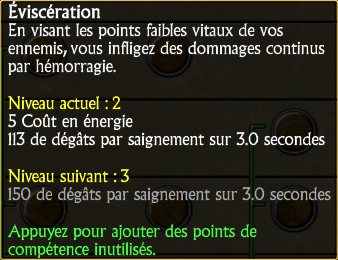 Éviscération
En visant les points faibles vitaux de vos
ennemis, vous infligez des dommages continus
par hémorragie.
Niveau actuel : 2
5 Coût en énergie
113 de dégâts par saignement sur 3.0 secondes
Niveau suivant : 3
150 de dégâts par saignement sur 3.0 secondes
Appuyez pour ajouter des points de
compétence inutilisés.